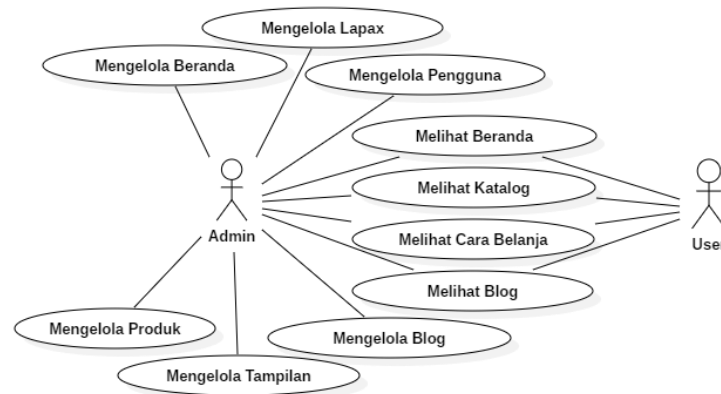 Mengelola Lapax
Mengelola Beranda
Mengelola Pengguna
Melihat Beranda
Melihat Katalog
Admin
Melihat Cara Belanja
User
Melihat Blog
Mengelola Produk
Mengelola Blog
Mengelola Tampilan